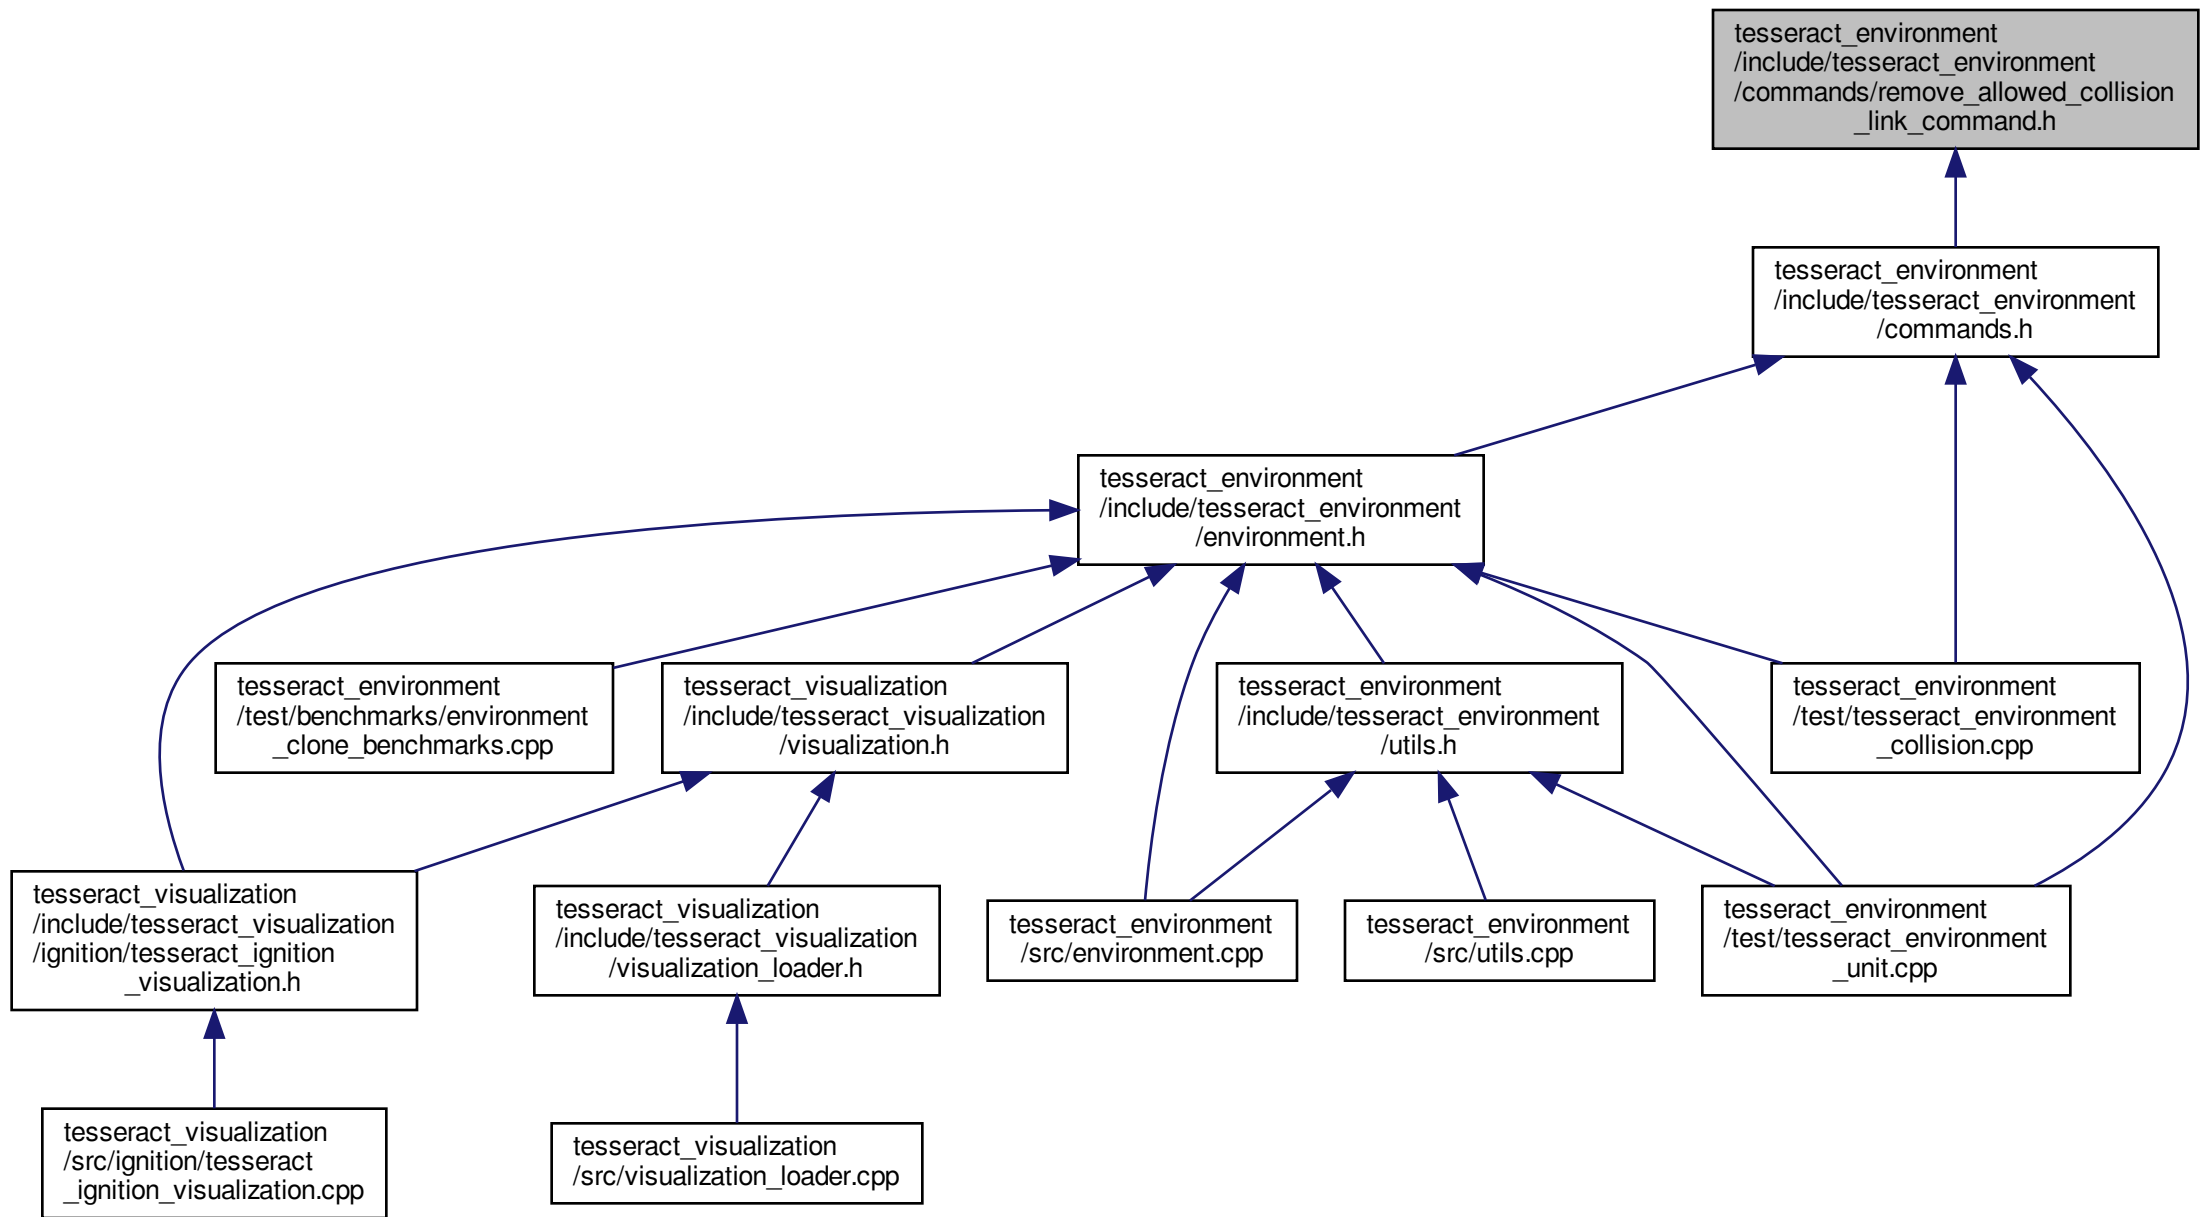 tesseract_environment
/include/tesseract_environment
/commands/remove_allowed_collision
_link_command.h
tesseract_environment
/include/tesseract_environment
/commands.h
tesseract_environment
/include/tesseract_environment
/environment.h
tesseract_environment
/test/benchmarks/environment
_clone_benchmarks.cpp
tesseract_visualization
/include/tesseract_visualization
/visualization.h
tesseract_environment
/include/tesseract_environment
/utils.h
tesseract_environment
/test/tesseract_environment
_collision.cpp
tesseract_visualization
/include/tesseract_visualization
/ignition/tesseract_ignition
_visualization.h
tesseract_visualization
/include/tesseract_visualization
/visualization_loader.h
tesseract_environment
/src/environment.cpp
tesseract_environment
/src/utils.cpp
tesseract_environment
/test/tesseract_environment
_unit.cpp
tesseract_visualization
/src/ignition/tesseract
_ignition_visualization.cpp
tesseract_visualization
/src/visualization_loader.cpp